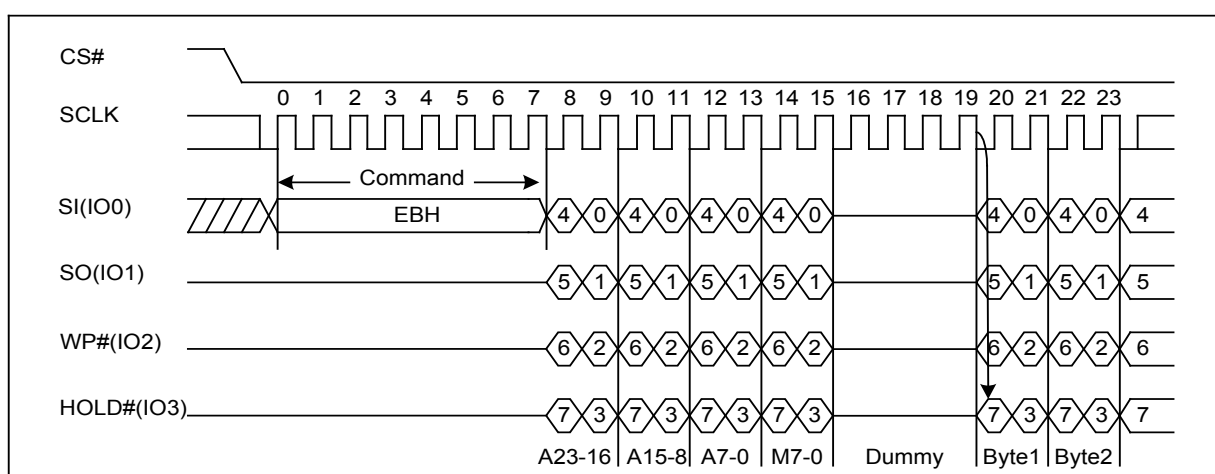 CS#
0 1 2 3 4 5 6 7 8 9 10 11 12 13 14 15 16 17 18 19 20 21 22 23
SCLK
Command
SI(IO0) EBH 4 0 4 0 4 0 4 0 4 0 4 0 4
SO(IO1) 5 1 5 1 5 1 5 1 5 1 5 1 5
WP#(IO2) 6 2 6 2 6 2 6 2 6 2 6 2 6
HOLD#(IO3) 7 3 7 3 7 3 7 3 7 3 7 3 7
A23-16 A15-8 A7-0 M7-0 Dummy Byte1 Byte2